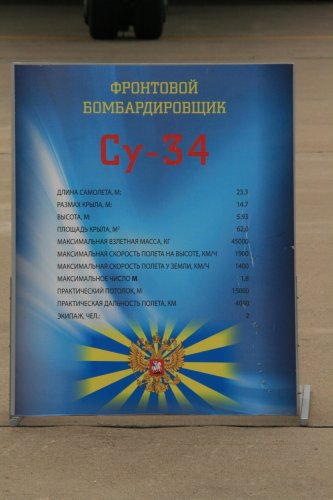 ФРОНТОВОЙ
БОМБАРДИРОВЩИК
Су-34
ДЛИНА САМОЛЕТА, М: 23.3
РАЗМАХ КРЫЛА, М: 14.7
ВЫСОТА, М: 5.93
ПЛОЩАДЬ КРЫЛА, М² 62.0
МАКСИМАЛЬНАЯ ВЗЛЕТНАЯ МАССА, КГ 45000
МАКСИМАЛЬНАЯ СКОРОСТЬ ПОЛЕТА НА ВЫСОТЕ, КМ/Ч 1900
МАКСИМАЛЬНАЯ СКОРОСТЬ ПОЛЕТА У ЗЕМЛИ, КМ/Ч 1400
МАКСИМАЛЬНОЕ ЧИСЛО М 1.8
ПРАКТИЧЕСКИЙ ПОТОЛОК, М: 15000
ПРАКТИЧЕСКАЯ ДАЛЬНОСТЬ ПОЛЕТА, КМ 4000
ЭКИПАЖ, ЧЕЛ.: 2